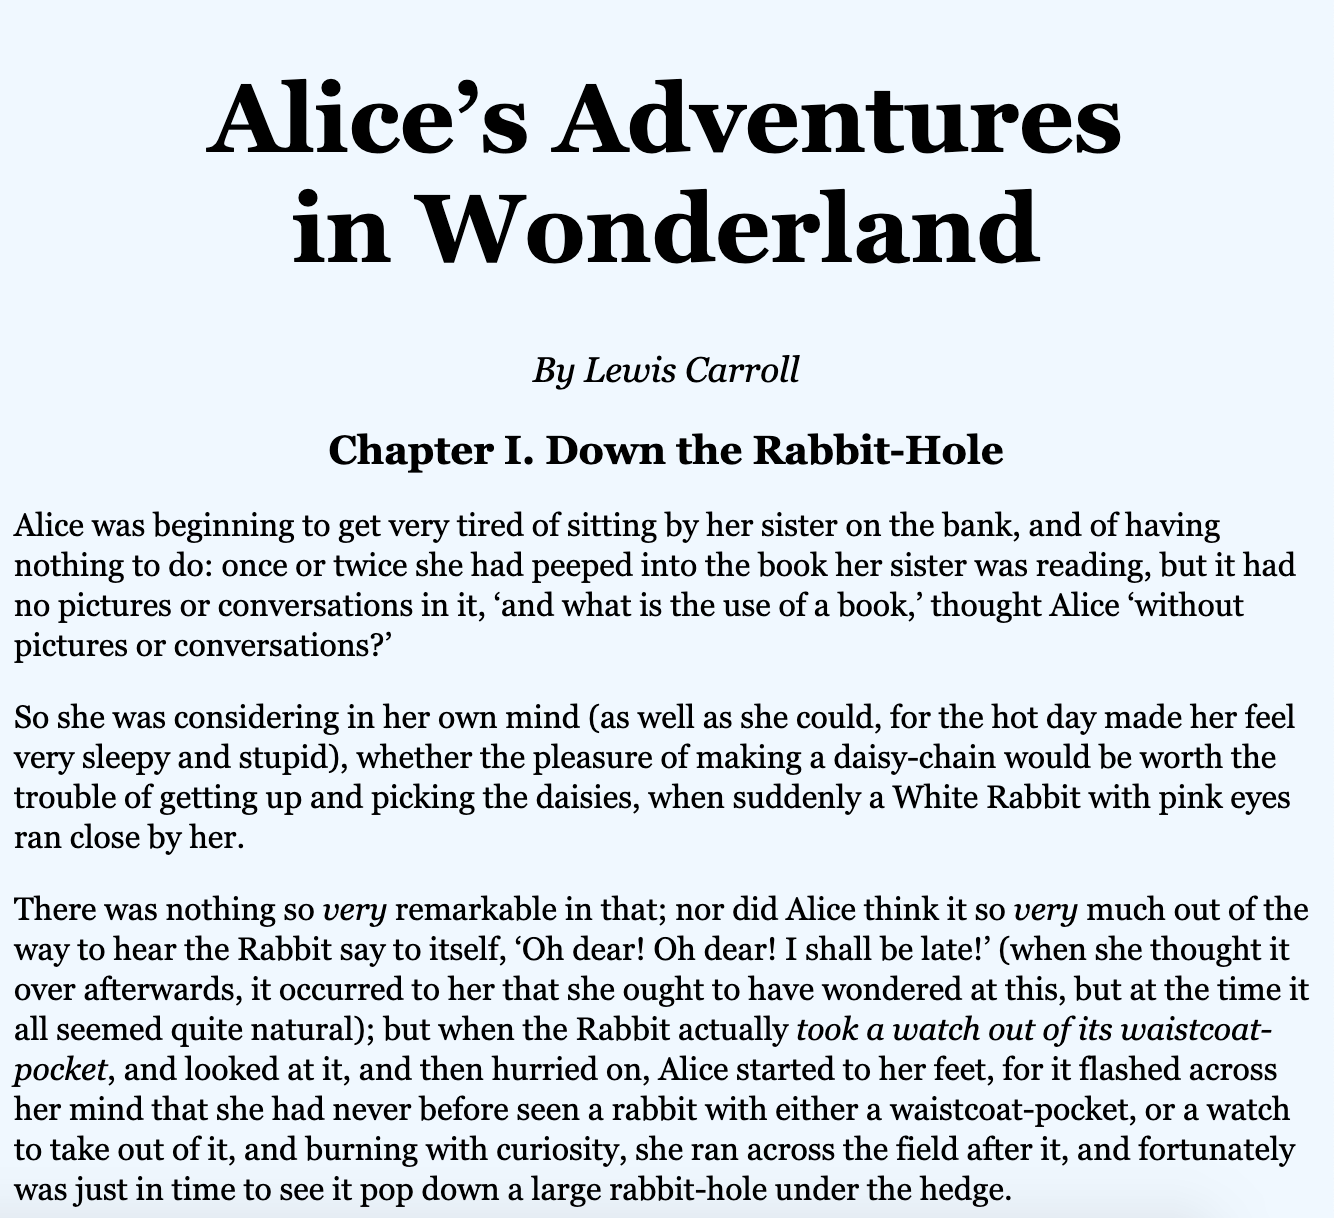 Alice’s Adventures
in Wonderland
By Lewis Carroll
Chapter I. Down the Rabbit-Hole
Alice was beginning to get very tired of sitting by her sister on the bank, and of having
nothing to do: once or twice she had peeped into the book her sister was reading, but it had
no pictures or conversations in it, ‘and what is the use of a book,’ thought Alice ‘without
pictures or conversations?’
So she was considering in her own mind (as well as she could, for the hot day made her feel
very sleepy and stupid), whether the pleasure of making a daisy-chain would be worth the
trouble of getting up and picking the daisies, when suddenly a White Rabbit with pink eyes
ran close by her.
There was nothing so very remarkable in that; nor did Alice think it so very much out of the
way to hear the Rabbit say to itself, ‘Oh dear! Oh dear! I shall be late!’ (when she thought it
over afterwards, it occurred to her that she ought to have wondered at this, but at the time it
all seemed quite natural); but when the Rabbit actually took a watch out of its waistcoat-
pocket, and looked at it, and then hurried on, Alice started to her feet, for it flashed across
her mind that she had never before seen a rabbit with either a waistcoat-pocket, or a watch
to take out of it, and burning with curiosity, she ran across the field after it, and fortunately
was just in time to see it pop down a large rabbit-hole under the hedge.